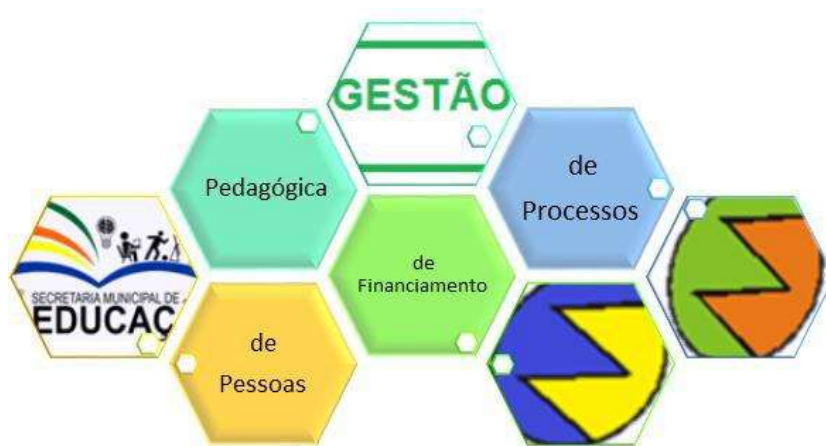 GESTÃO
Pedagógica
de
Processos
SECRETARIA MUNICIPAL DE
EDUCAÇ
de
Financiamento
de
Pessoas